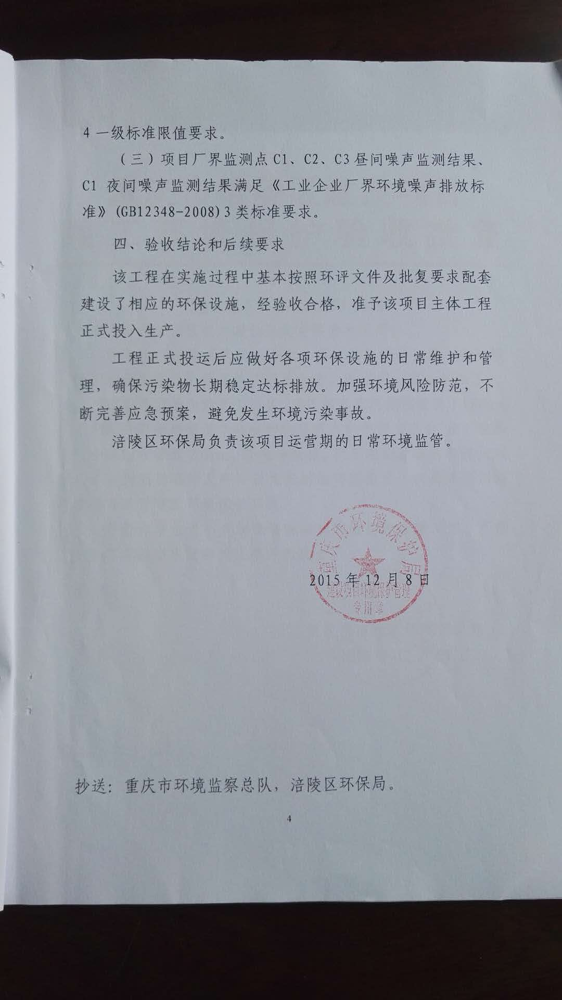 4 一级标准限值要求。
（三）项目厂界监测点 C1、C2、C3 昼间噪声监测结果、
C1 夜间噪声监测结果满足《工业企业厂界环境噪声排放标
准》(GB12348-2008)3 类标准要求。
四、验收结论和后续要求
该工程在实施过程中基本按照环评文件及批复要求配套
建设了相应的环保设施，经验收合格，准予该项目主体工程
正式投入生产。
工程正式投运后应做好各项环保设施的日常维护和管
理，确保污染物长期稳定达标排放。加强环境风险防范，不
断完善应急预案，避免发生环境污染事故。
涪陵区环保局负责该项目运营期的日常环境监管。
重庆市环境保护局
2015 年 12 月 8 日
建设项目环境保护管理
专用章
抄送：重庆市环境监察总队，涪陵区环保局。
4